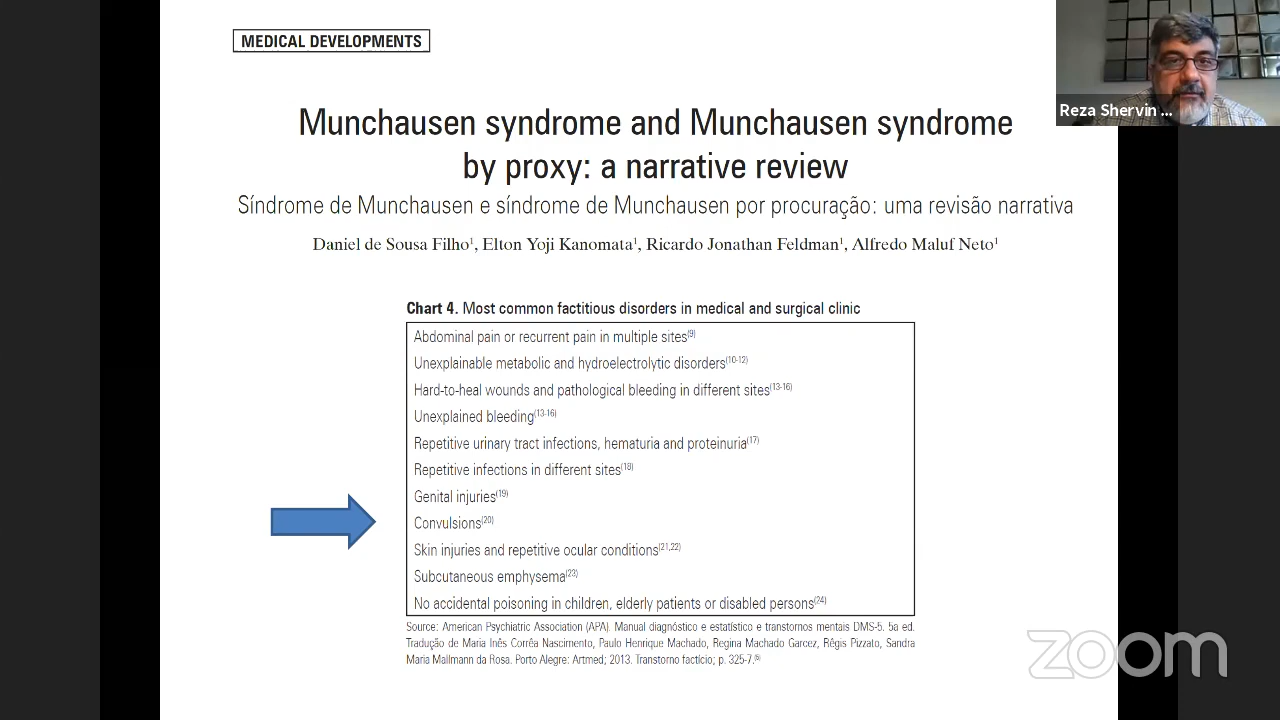 MEDICAL DEVELOPMENTS
Munchausen syndrome and Munchausen syndrome
by proxy: a narrative review
Síndrome de Munchausen e síndrome de Munchausen por procuração: uma revisão narrativa
Daniel de Sousa Filho¹, Elton Yoji Kanomata¹, Ricardo Jonathan Feldman¹, Alfredo Maluf Neto¹
Chart 4. Most common factitious disorders in medical and surgical clinic
Abdominal pain or recurrent pain in multiple sites(9)
Unexplainable metabolic and hydroelectrolytic disorders(10-12)
Hard-to-heal wounds and pathological bleeding in different sites(13-16)
Unexplained bleeding(13-16)
Repetitive urinary tract infections, hematuria and proteinuria(17)
Repetitive infections in different sites(18)
Genital injuries(19)
Convulsions(20)
Skin injuries and repetitive ocular conditions(21,22)
Subcutaneous emphysema(23)
No accidental poisoning in children, elderly patients or disabled persons(24)
Source: American Psychiatric Association (APA). Manual diagnóstico e estatístico e transtornos mentais DMS-5. 5a ed.
Tradução de Maria Inês Corrêa Nascimento, Paulo Henrique Machado, Regina Machado Garcez, Régis Pizzato, Sandra
Maria Mallmann da Rosa. Porto Alegre: Artmed; 2013. Transtorno factício; p. 325-7.(6)
Reza Shervin ...
zoom